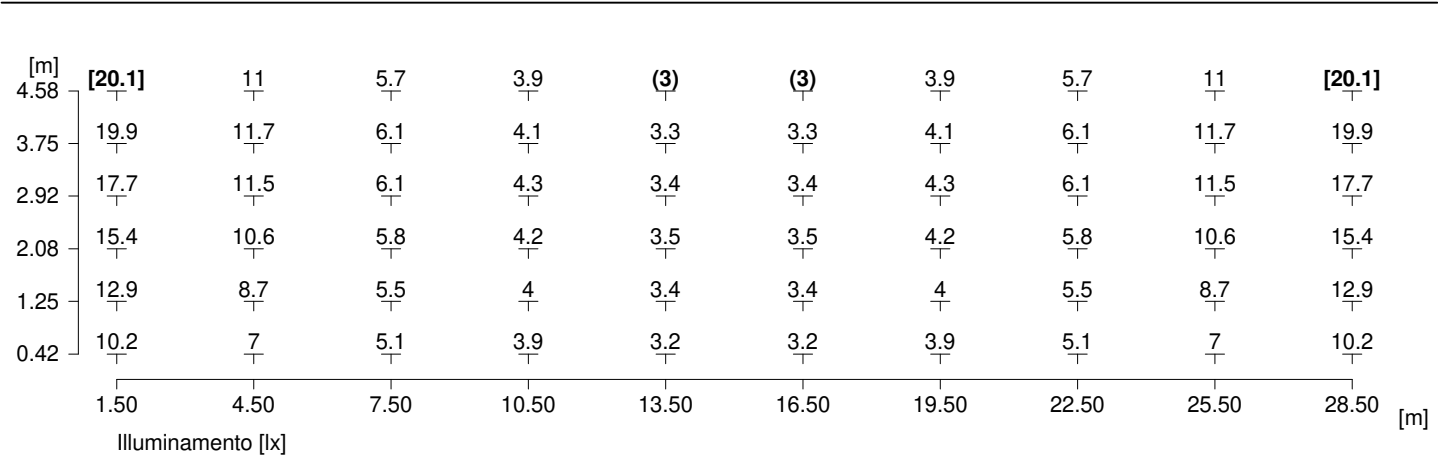 [m]
4.58 [20.1] 11 5.7 3.9 (3) (3) 3.9 5.7 11 [20.1]
3.75 19.9 11.7 6.1 4.1 3.3 3.3 4.1 6.1 11.7 19.9
2.92 17.7 11.5 6.1 4.3 3.4 3.4 4.3 6.1 11.5 17.7
2.08 15.4 10.6 5.8 4.2 3.5 3.5 4.2 5.8 10.6 15.4
1.25 12.9 8.7 5.5 4 3.4 3.4 4 5.5 8.7 12.9
0.42 10.2 7 5.1 3.9 3.2 3.2 3.9 5.1 7 10.2
1.50 4.50 7.50 10.50 13.50 16.50 19.50 22.50 25.50 28.50
[m]
Illuminamento [lx]